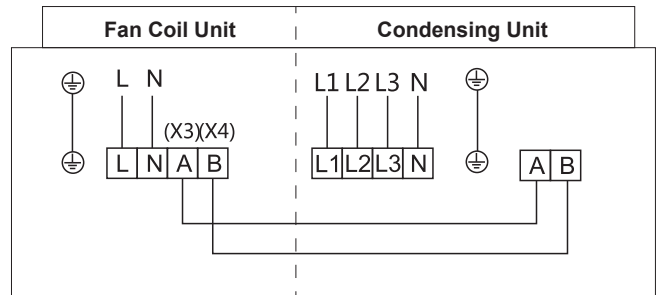 Fan Coil Unit Condensing Unit
L N L1 L2 L3 N
(X3)(X4)
L N A B L1 L2 L3 N A B